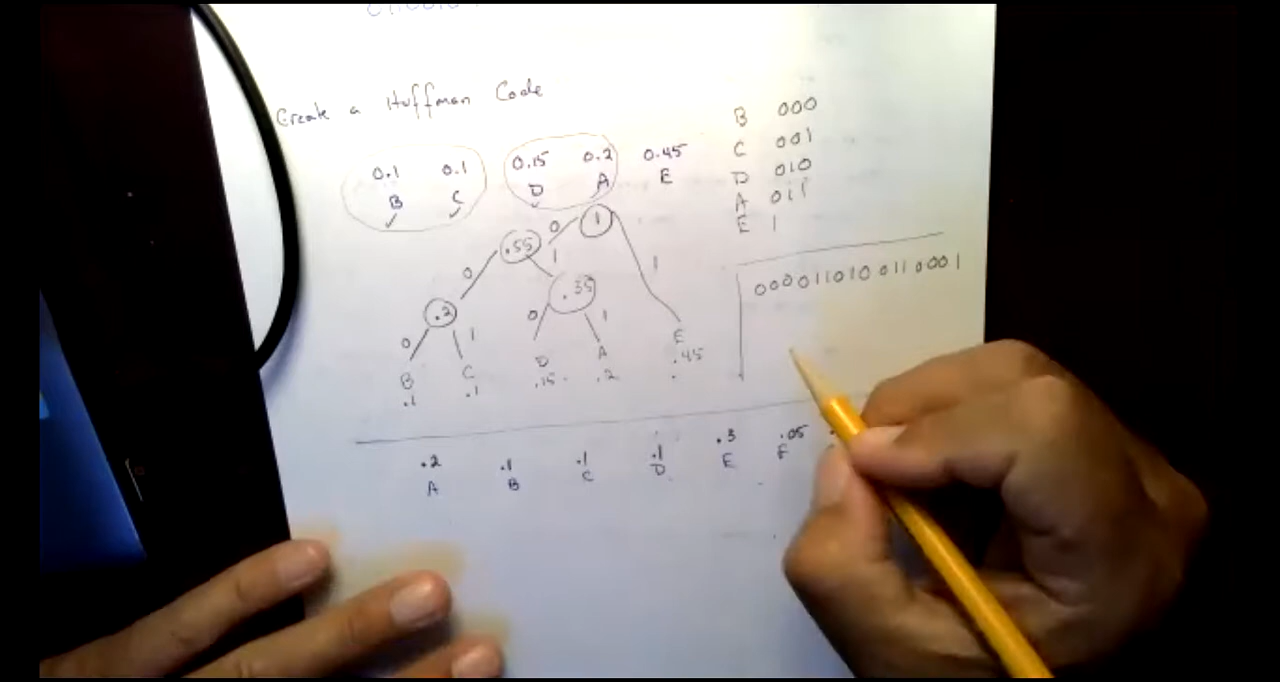 Create a Huffman Code
0.1 0.1 0.15 0.2 0.45
B C D A E
B 000
C 001
D 010
A 011
E 1
0 1
.55
0 1 1
.2 .35
0 1 0 1
B C D A E
.1 .1 .15 .2 .45
0000110100110001
.2 .1 .1 .1 .3 .05
A B C D E F